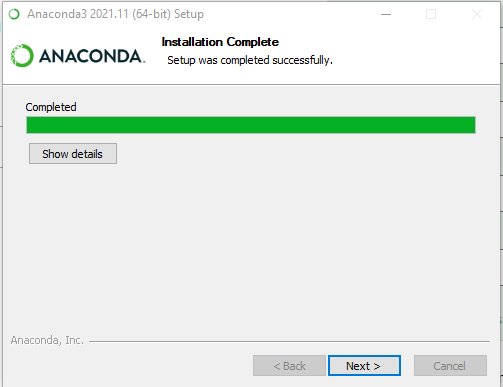 Anaconda3 2021.11 (64-bit) Setup
ANACONDA.
Installation Complete
Setup was completed successfully.
Completed
Show details
Anaconda, Inc.
< Back
Next >
Cancel